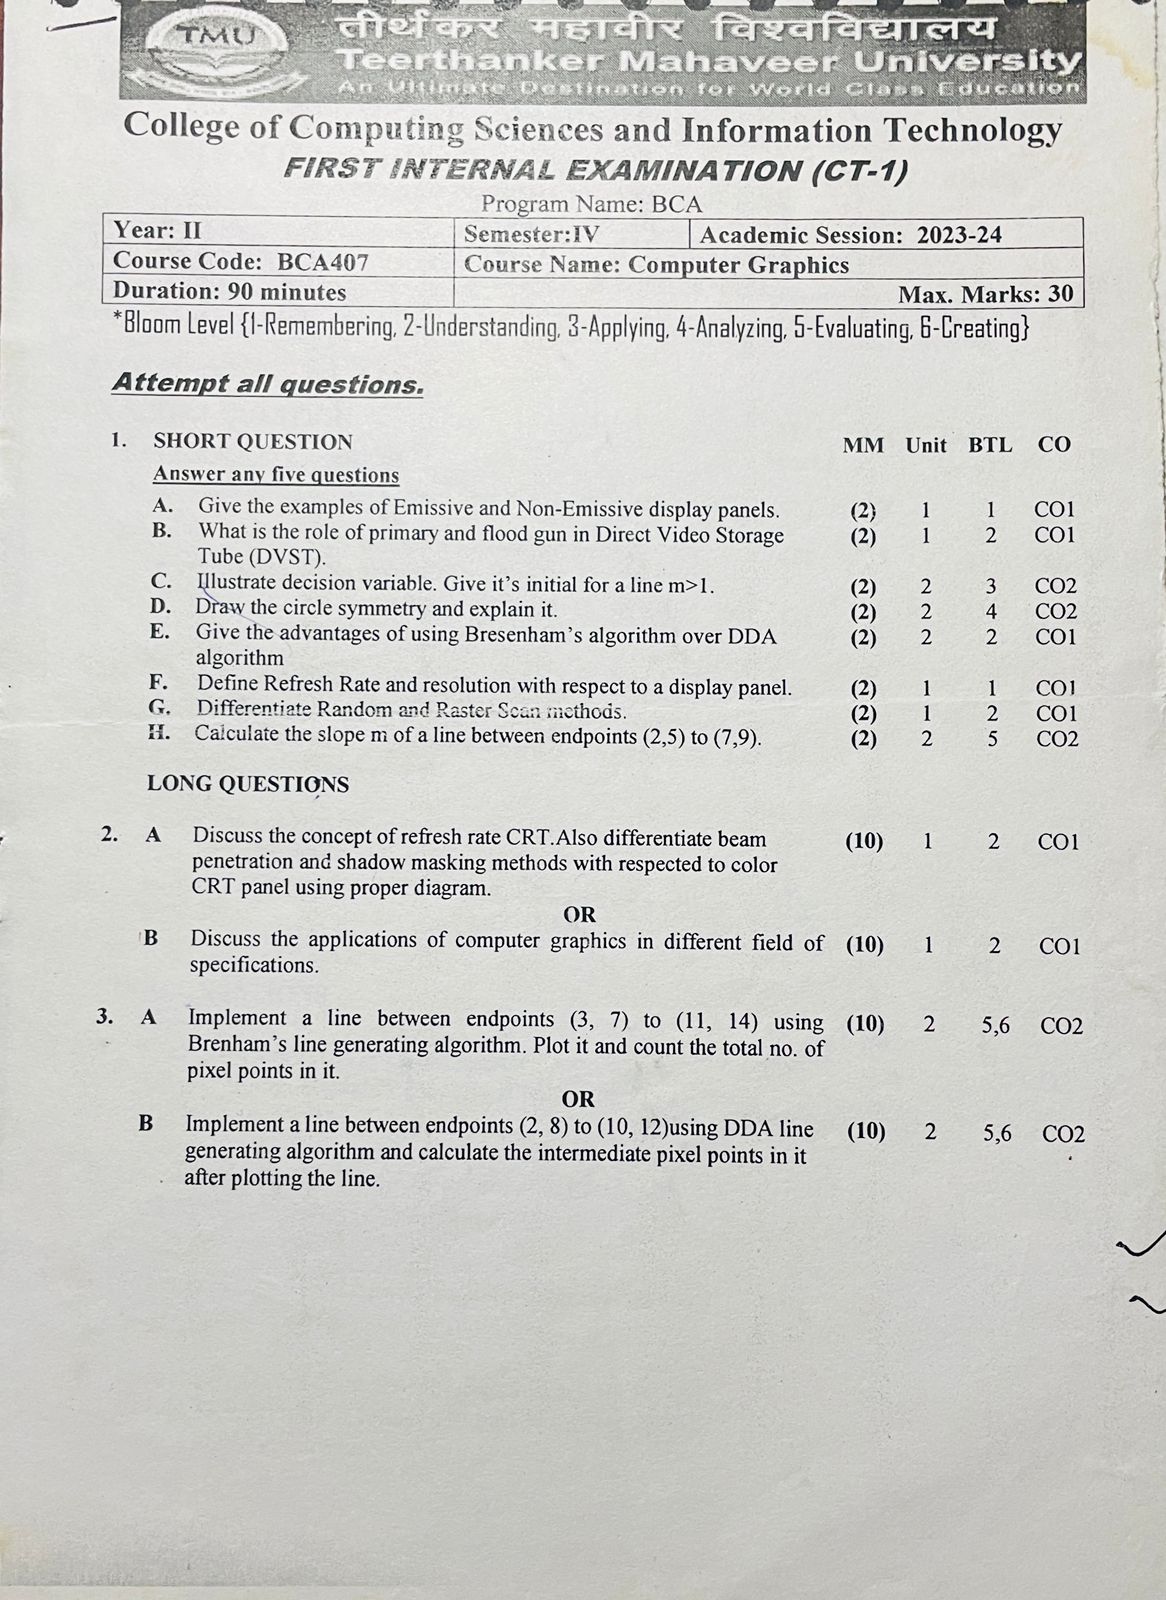 TMU
तीर्थंकर महावीर विश्वविद्यालय
Teerthanker Mahaveer University
An Ultimate Destination for World Class Education
College of Computing Sciences and Information Technology
FIRST INTERNAL EXAMINATION (CT-1)
Program Name: BCA
Year: II Semester:IV Academic Session: 2023-24
Course Code: BCA407 Course Name: Computer Graphics
Duration: 90 minutes Max. Marks: 30
*Bloom Level {1-Remembering, 2-Understanding, 3-Applying, 4-Analyzing, 5-Evaluating, 6-Creating}
Attempt all questions.
1. SHORT QUESTION MM Unit BTL CO
Answer any five questions
A. Give the examples of Emissive and Non-Emissive display panels. (2) 1 1 CO1
B. What is the role of primary and flood gun in Direct Video Storage (2) 1 2 CO1
Tube (DVST).
C. Illustrate decision variable. Give it's initial for a line m>1. (2) 2 3 CO2
D. Draw the circle symmetry and explain it. (2) 2 4 CO2
E. Give the advantages of using Bresenham's algorithm over DDA (2) 2 2 CO1
algorithm
F. Define Refresh Rate and resolution with respect to a display panel. (2) 1 1 CO1
G. Differentiate Random and Raster Scan methods. (2) 1 2 CO1
H. Calculate the slope m of a line between endpoints (2,5) to (7,9). (2) 2 5 CO2
LONG QUESTIONS
2. A Discuss the concept of refresh rate CRT.Also differentiate beam (10) 1 2 CO1
penetration and shadow masking methods with respected to color
CRT panel using proper diagram.
OR
B Discuss the applications of computer graphics in different field of (10) 1 2 CO1
specifications.
3. A Implement a line between endpoints (3, 7) to (11, 14) using (10) 2 5,6 CO2
Brenham's line generating algorithm. Plot it and count the total no. of
pixel points in it.
OR
B Implement a line between endpoints (2, 8) to (10, 12)using DDA line (10) 2 5,6 CO2
generating algorithm and calculate the intermediate pixel points in it
after plotting the line.